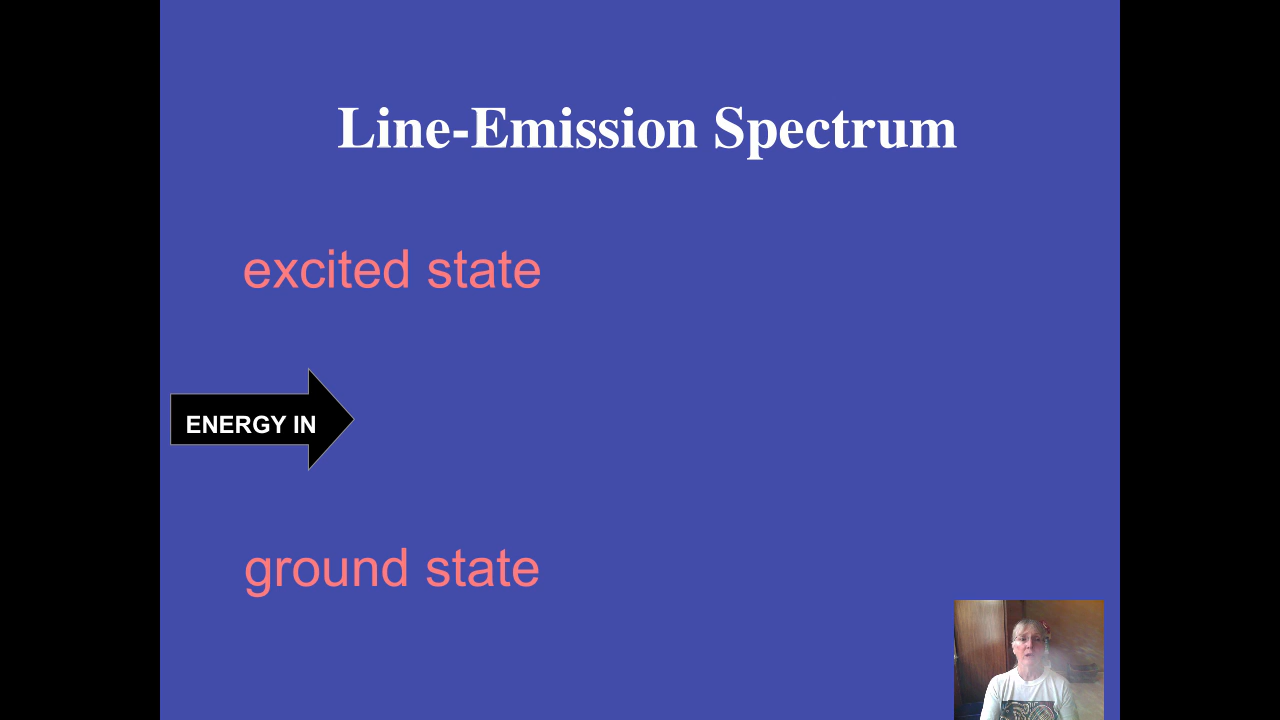 Line-Emission Spectrum
excited state
ENERGY IN
ground state